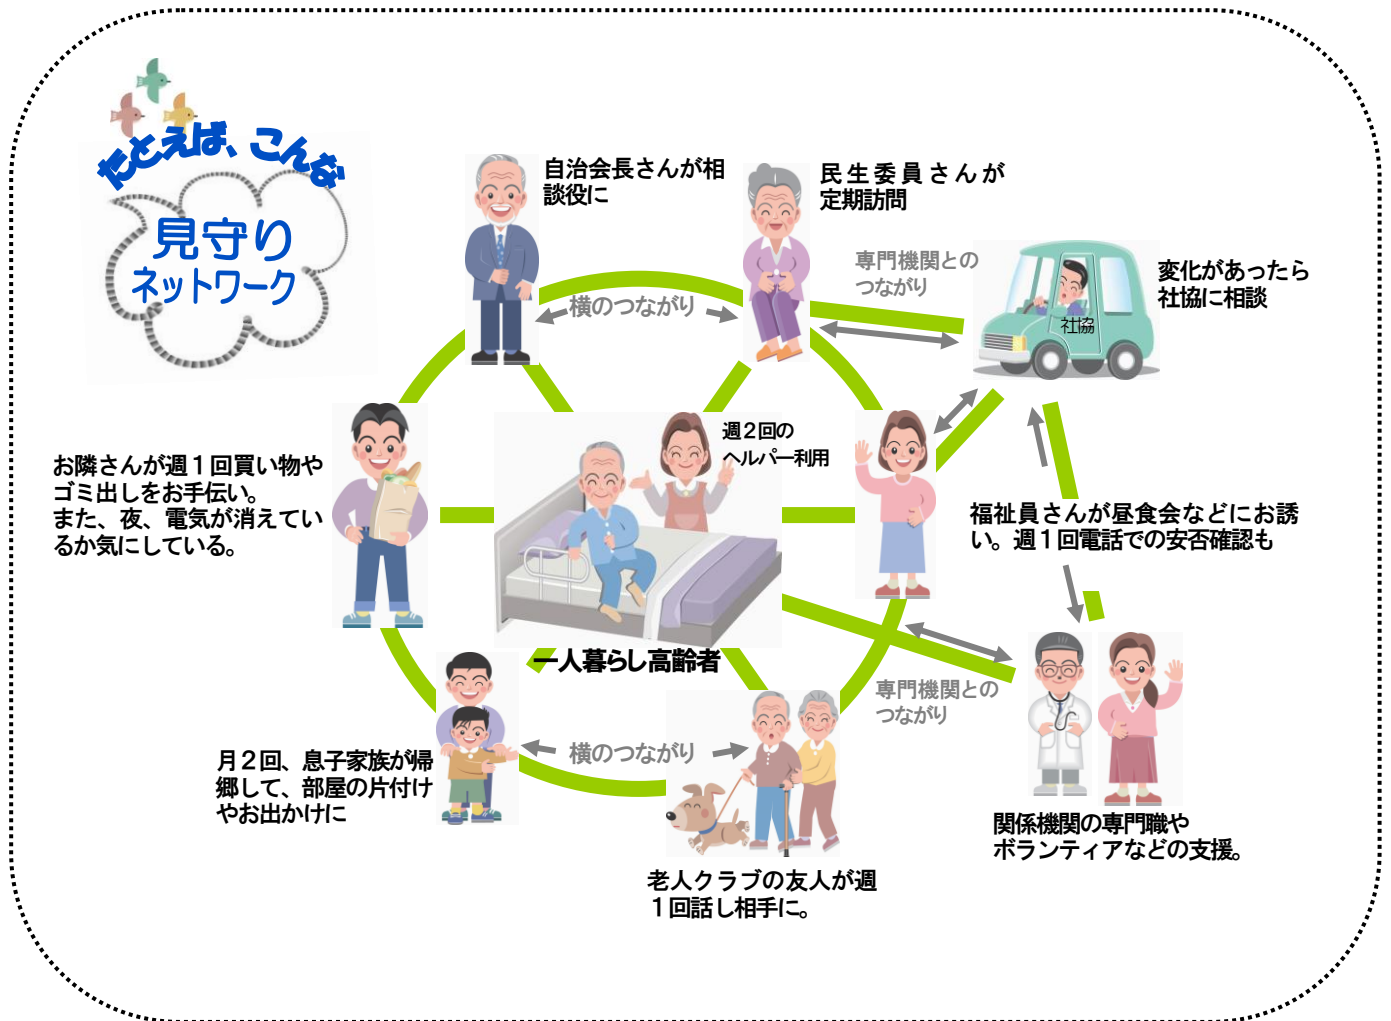 たとえば、こんな
見守り
ネットワーク
自治会長さんが相
談役に
民生委員さんが
定期訪問
専門機関との
つながり
変化があったら
社協に相談
社協
横のつながり
週２回の
ヘルパー利用
お隣さんが週１回買い物や
ゴミ出しをお手伝い。
また、夜、電気が消えてい
るか気にしている。
福祉員さんが昼食会などにお誘
い。週１回電話での安否確認も
一人暮らし高齢者
専門機関との
つながり
横のつながり
月２回、息子家族が帰
郷して、部屋の片付け
やお出かけに
関係機関の専門職や
ボランティアなどの支援。
老人クラブの友人が週
１回話し相手に。